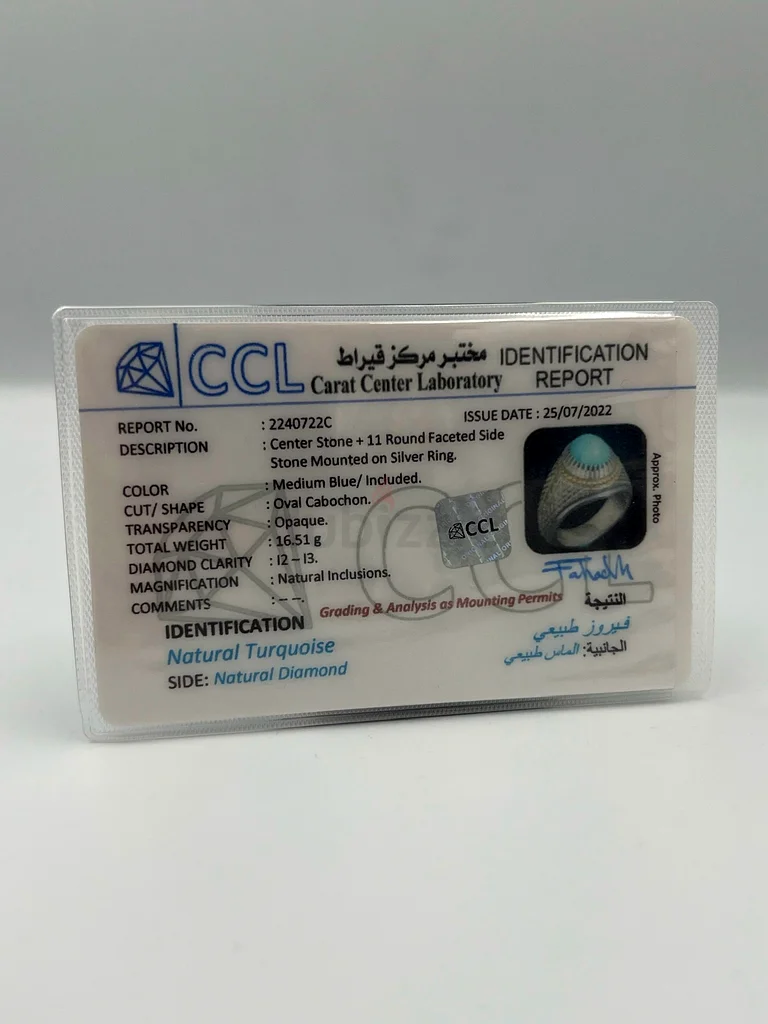 CCL
مختبر مركز قيراط
Carat Center Laboratory
IDENTIFICATION
REPORT
REPORT No. : 2240722C
ISSUE DATE : 25/07/2022
DESCRIPTION : Center Stone + 11 Round Faceted Side
Stone Mounted on Silver Ring.
COLOR : Medium Blue/ Included.
CUT/ SHAPE : Oval Cabochon.
TRANSPARENCY : Opaque.
TOTAL WEIGHT : 16.51 g
DIAMOND CLARITY : I2 – I3.
MAGNIFICATION : Natural Inclusions.
COMMENTS : -- --.
Approx. Photo
CCL
Grading & Analysis as Mounting Permits
IDENTIFICATION
Natural Turquoise
SIDE: Natural Diamond
النتيجة
فيروز طبيعي
الجانبية: الماس طبيعي
CCL